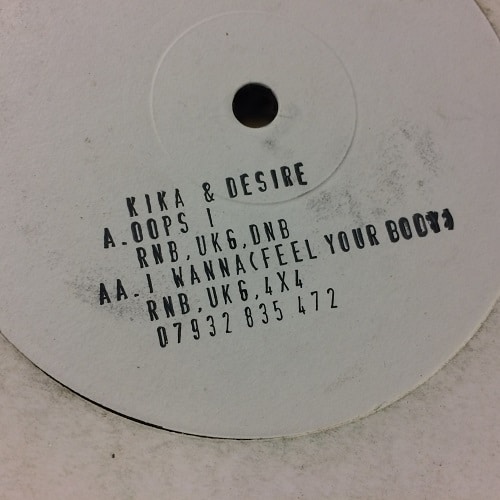 KIKA & DESIRE
A.OOPS I
RNB,UKG,DNB
AA.I WANNA(FEEL YOUR BODY)
RNB,UKG,4X4
07932 835 472